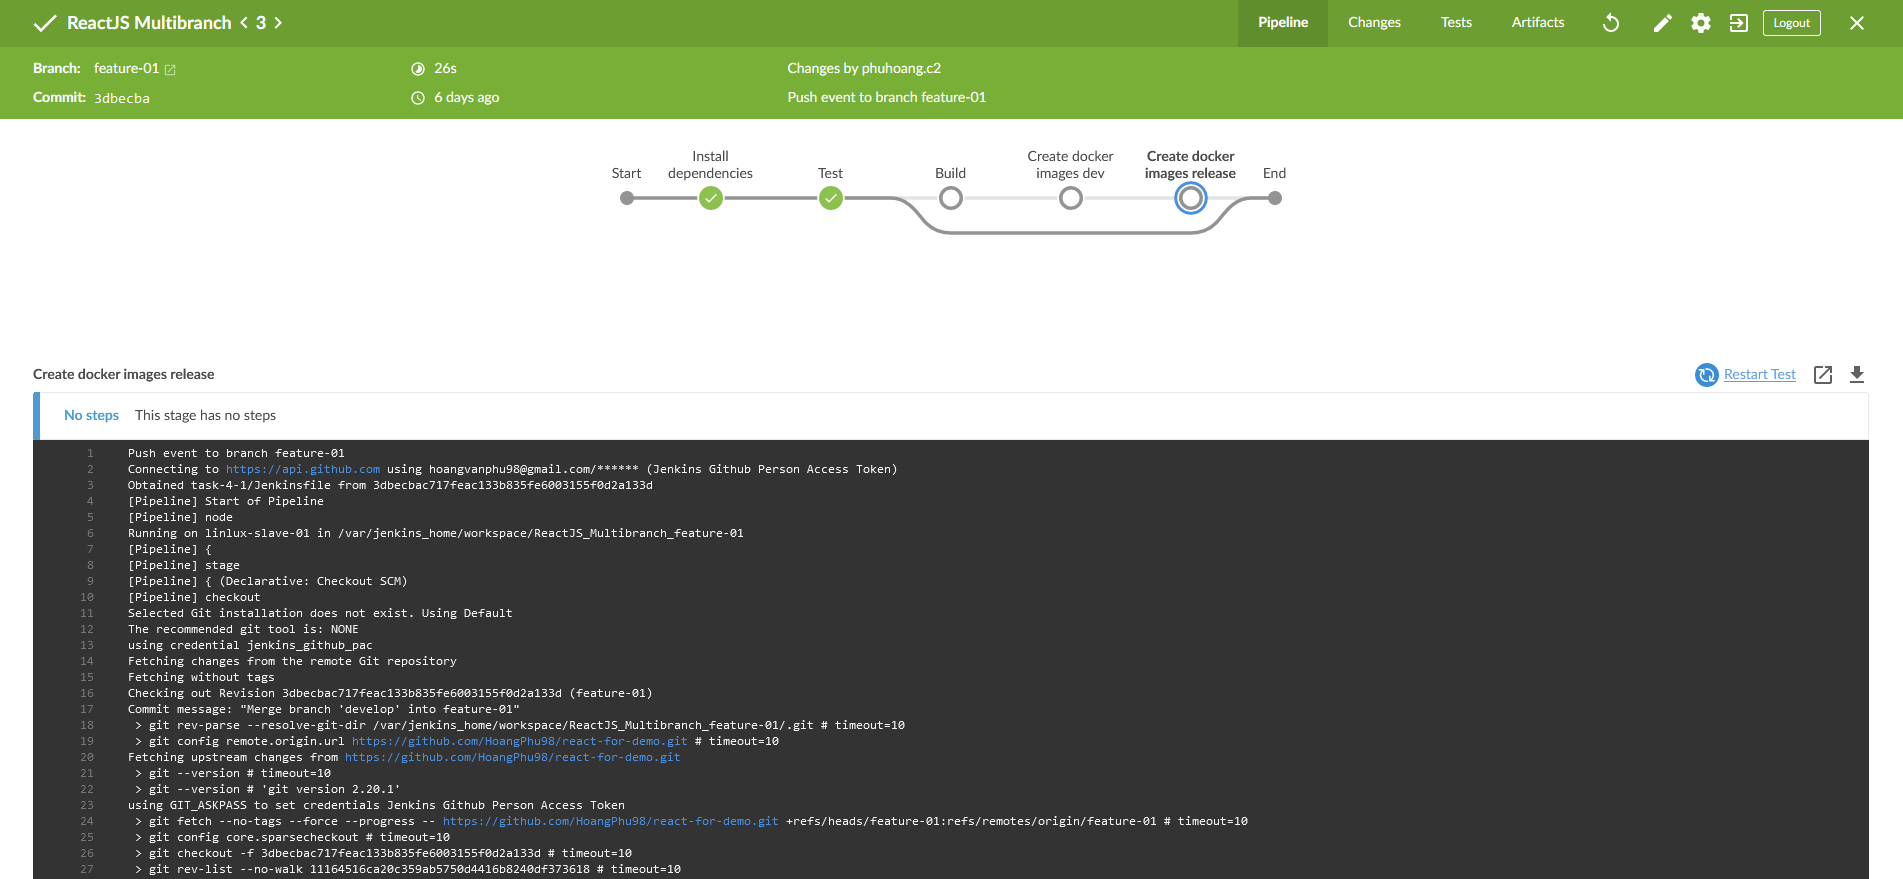 ReactJS Multibranch < 3 >
Pipeline
Changes
Tests
Artifacts
Logout
Branch: feature-01
26s
Changes by phuhoang.c2
Commit: 3dbecba
6 days ago
Push event to branch feature-01
Start
Install
dependencies
Test
Build
Create docker
images dev
Create docker
images release
End
Create docker images release
Restart Test
No steps This stage has no steps
1 Push event to branch feature-01
2 Connecting to https://api.github.com using hoangvanphu98@gmail.com/****** (Jenkins Github Person Access Token)
3 Obtained task-4-1/Jenkinsfile from 3dbecbac717feac133b835fe6003155f0d2a133d
4 [Pipeline] Start of Pipeline
5 [Pipeline] node
6 Running on linlux-slave-01 in /var/jenkins_home/workspace/ReactJS_Multibranch_feature-01
7 [Pipeline] {
8 [Pipeline] stage
9 [Pipeline] { (Declarative: Checkout SCM)
10 [Pipeline] checkout
11 Selected Git installation does not exist. Using Default
12 The recommended git tool is: NONE
13 using credential jenkins_github_pac
14 Fetching changes from the remote Git repository
15 Fetching without tags
16 Checking out Revision 3dbecbac717feac133b835fe6003155f0d2a133d (feature-01)
17 Commit message: "Merge branch 'develop' into feature-01"
18 > git rev-parse --resolve-git-dir /var/jenkins_home/workspace/ReactJS_Multibranch_feature-01/.git # timeout=10
19 > git config remote.origin.url https://github.com/HoangPhu98/react-for-demo.git # timeout=10
20 Fetching upstream changes from https://github.com/HoangPhu98/react-for-demo.git
21 > git --version # timeout=10
22 > git --version # 'git version 2.20.1'
23 using GIT_ASKPASS to set credentials Jenkins Github Person Access Token
24 > git fetch --no-tags --force --progress -- https://github.com/HoangPhu98/react-for-demo.git +refs/heads/feature-01:refs/remotes/origin/feature-01 # timeout=10
25 > git config core.sparsecheckout # timeout=10
26 > git checkout -f 3dbecbac717feac133b835fe6003155f0d2a133d # timeout=10
27 > git rev-list --no-walk 11164516ca20c359ab5750d4416b8240df373618 # timeout=10